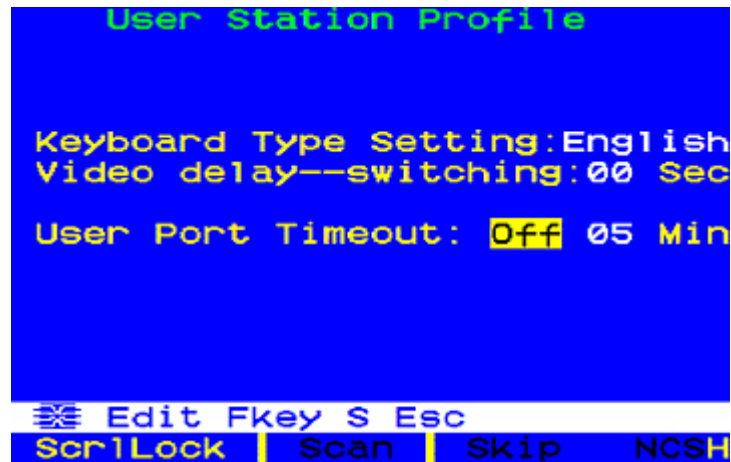 User Station Profile
Keyboard Type Setting:English
Video delay--switching:00 Sec
User Port Timeout: Off 05 Min
Edit Fkey S Esc
ScrlLock Scan Skip NCSH